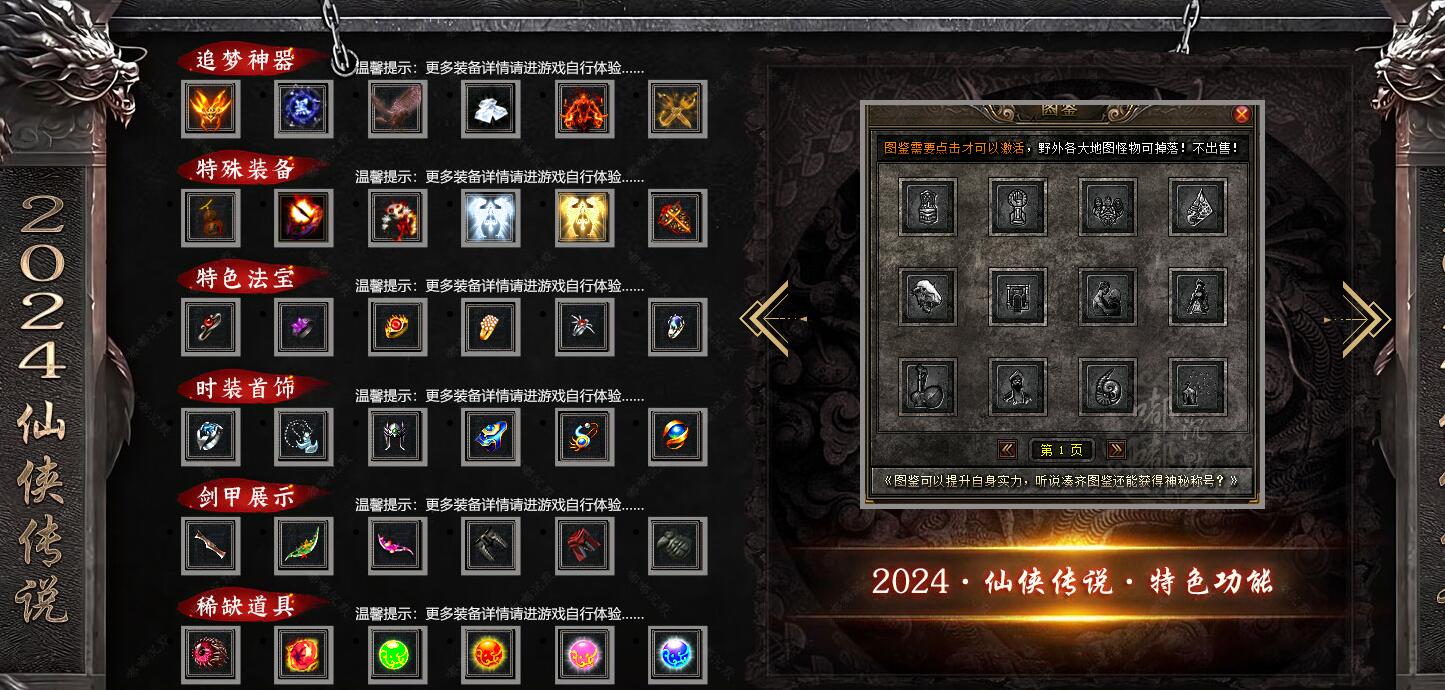 2024仙侠传说
追梦神器
温馨提示：更多装备详情请进游戏自行体验......
特殊装备
温馨提示：更多装备详情请进游戏自行体验......
特色法宝
温馨提示：更多装备详情请进游戏自行体验......
时装首饰
温馨提示：更多装备详情请进游戏自行体验......
剑甲展示
温馨提示：更多装备详情请进游戏自行体验......
稀缺道具
温馨提示：更多装备详情请进游戏自行体验......
图鉴
图鉴需要点击才可以激活，野外各大地图怪物可掉落！不出售！
第 1 页
《图鉴可以提升自身实力，听说凑齐图鉴还能获得神秘称号？》
2024·仙侠传说·特色功能